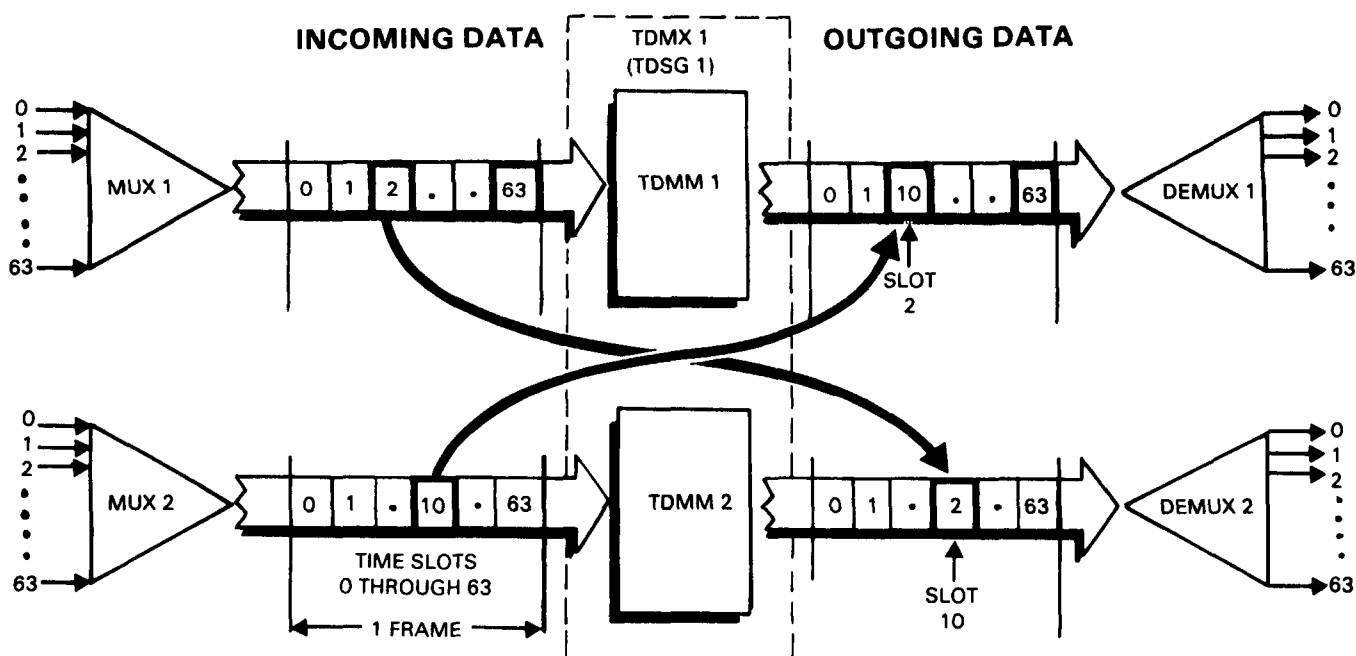 INCOMING DATA
TDMX 1
(TDSG 1)
OUTGOING DATA
0
1
2
63
MUX 1
0 1 2 . . 63
TDMM 1
0 1 10 . . 63
SLOT
2
DEMUX 1
0
1
2
63
0
1
2
63
MUX 2
0 1 . 10 . 63
TIME SLOTS
0 THROUGH 63
1 FRAME
TDMM 2
0 1 . 2 . 63
SLOT
10
DEMUX 2
0
1
2
63